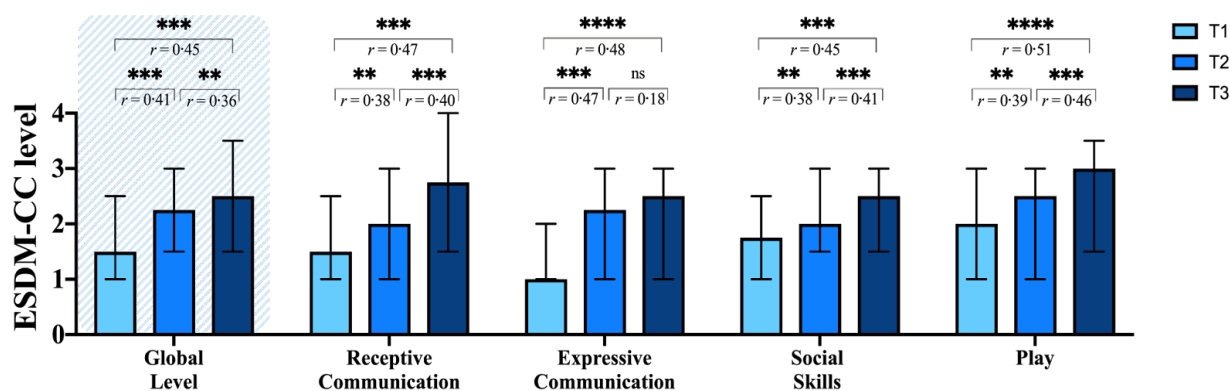 *** *** **** *** ****
r = 0·45 r = 0·47 r = 0·48 r = 0·45 r = 0·51
*** ** ** *** *** ns ** *** ** ***
r = 0·41 r = 0·36 r = 0·38 r = 0·40 r = 0·47 r = 0·18 r = 0·38 r = 0·41 r = 0·39 r = 0·46
T1
T2
T3
ESDM-CC level
4
3
2
1
0
Global Receptive Expressive Social Play
Level Communication Communication Skills